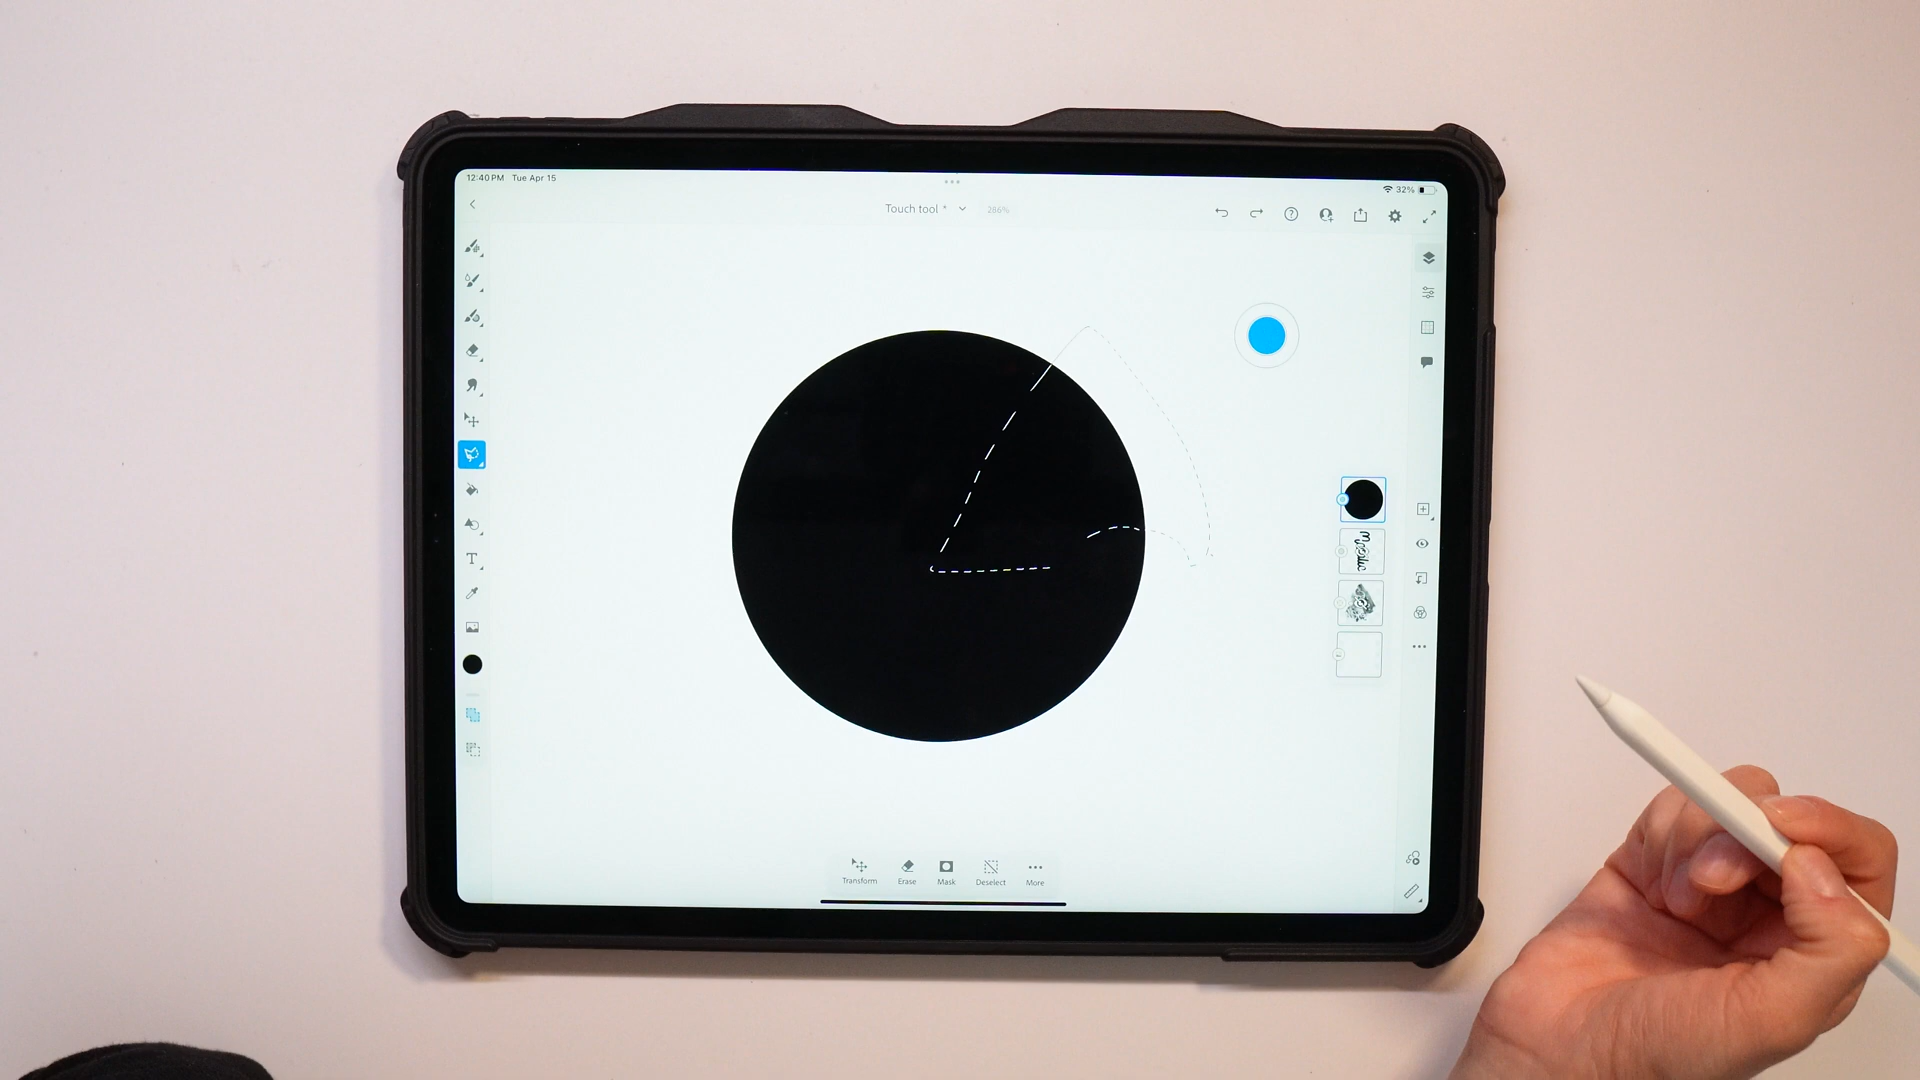 12:40 PM Tue Apr 15
32%
Touch tool *
286%
T
Transform
Erase
Mask
Deselect
More